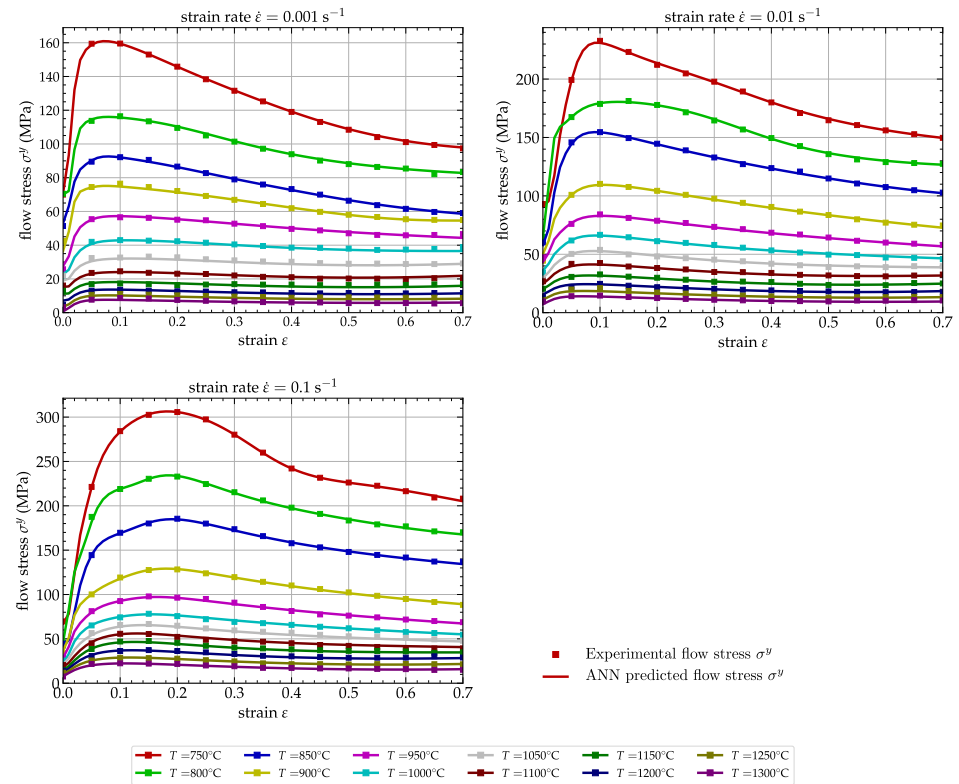 strain rate ε̇ = 0.001 s⁻¹
160
140
120
100
80
60
40
20
0
flow stress σʸ (MPa)
0.0 0.1 0.2 0.3 0.4 0.5 0.6 0.7
strain ε
strain rate ε̇ = 0.01 s⁻¹
200
150
100
50
0
flow stress σʸ (MPa)
0.0 0.1 0.2 0.3 0.4 0.5 0.6 0.7
strain ε
strain rate ε̇ = 0.1 s⁻¹
300
250
200
150
100
50
0
flow stress σʸ (MPa)
0.0 0.1 0.2 0.3 0.4 0.5 0.6 0.7
strain ε
Experimental flow stress σʸ
ANN predicted flow stress σʸ
T =750°C T =850°C T =950°C T =1050°C T =1150°C T =1250°C
T =800°C T =900°C T =1000°C T =1100°C T =1200°C T =1300°C